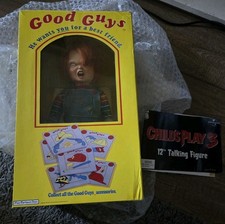 Good Guys
He wants YOU for a best friend.
Collect all the Good Guys accessories.
CHILD'S PLAY 3
12" Talking Figure